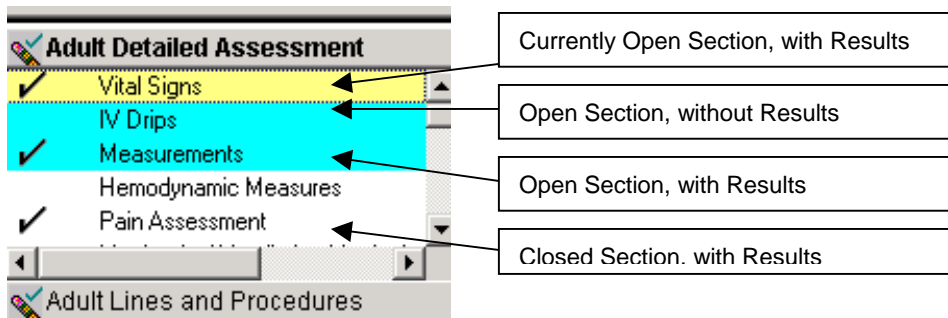 Adult Detailed Assessment
Vital Signs
IV Drips
Measurements
Hemodynamic Measures
Pain Assessment
Adult Lines and Procedures
Currently Open Section, with Results
Open Section, without Results
Open Section, with Results
Closed Section, with Results